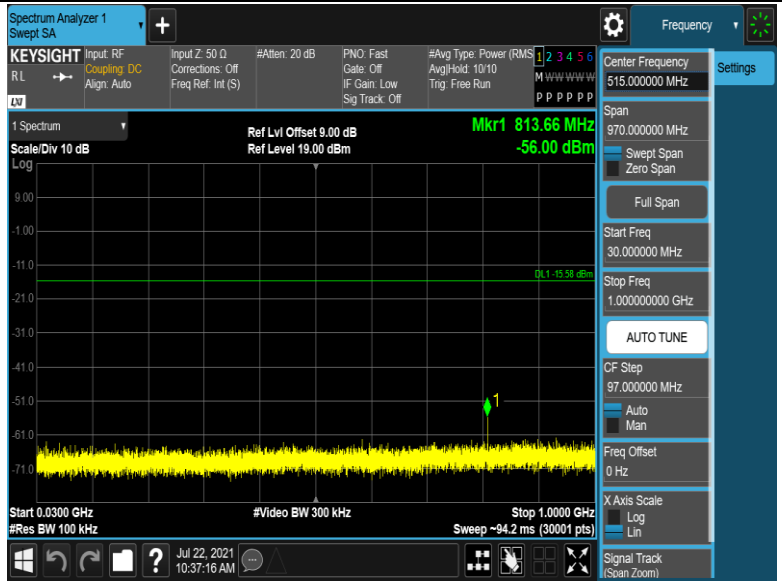 Spectrum Analyzer 1
Swept SA
+
Frequency
KEYSIGHT
RL
LXI
Input: RF
Coupling: DC
Align: Auto
Input Z: 50 Ω
Corrections: Off
Freq Ref: Int (S)
#Atten: 20 dB
PNO: Fast
Gate: Off
IF Gain: Low
Sig Track: Off
#Avg Type: Power (RMS
Avg|Hold: 10/10
Trig: Free Run
1 2 3 4 5 6
M W W W W W
P P P P P P
1 Spectrum
Scale/Div 10 dB
Log
Ref Lvl Offset 9.00 dB
Ref Level 19.00 dBm
Mkr1 813.66 MHz
-56.00 dBm
9.00
-1.00
-11.0
DL1 -15.58 dBm
-21.0
-31.0
-41.0
-51.0
1
-61.0
-71.0
Start 0.0300 GHz
#Video BW 300 kHz
Stop 1.0000 GHz
#Res BW 100 kHz
Sweep ~94.2 ms (30001 pts)
?
Jul 22, 2021
10:37:16 AM
Center Frequency
515.000000 MHz
Settings
Span
970.000000 MHz
Swept Span
Zero Span
Full Span
Start Freq
30.000000 MHz
Stop Freq
1.000000000 GHz
AUTO TUNE
CF Step
97.000000 MHz
Auto
Man
Freq Offset
0 Hz
X Axis Scale
Log
Lin
Signal Track
(Span Zoom)